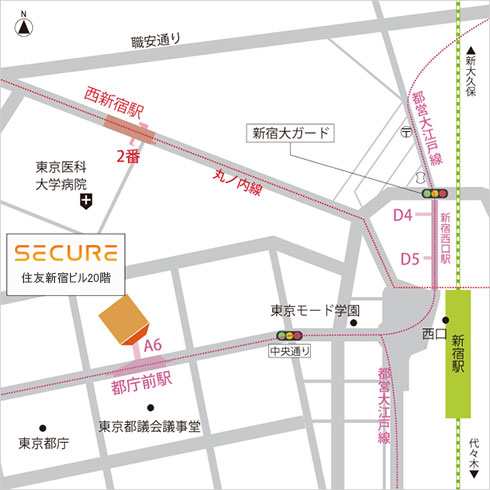 N
職安通り
▲新大久保
西新宿駅
都営大江戸線
新宿大ガード
2番
丸ノ内線
東京医科
大学病院
D4
新宿西口駅
SECURE
住友新宿ビル20階
D5
東京モード学園
西口
新宿駅
A6
中央通り
都庁前駅
都営大江戸線
東京都議会議事堂
東京都庁
代々木▼